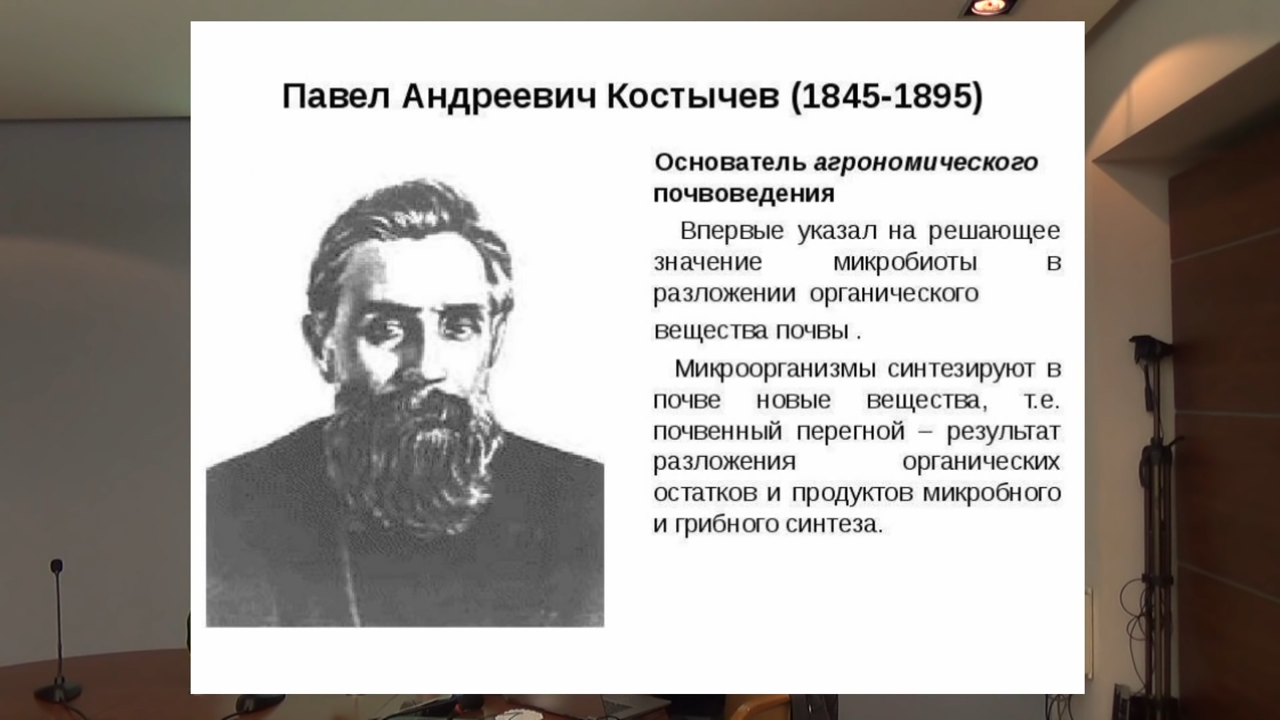 Павел Андреевич Костычев (1845-1895)
Основатель агрономического
почвоведения
Впервые указал на решающее
значение микробиоты в
разложении органического
вещества почвы .
Микроорганизмы синтезируют в
почве новые вещества, т.е.
почвенный перегной – результат
разложения органических
остатков и продуктов микробного
и грибного синтеза.